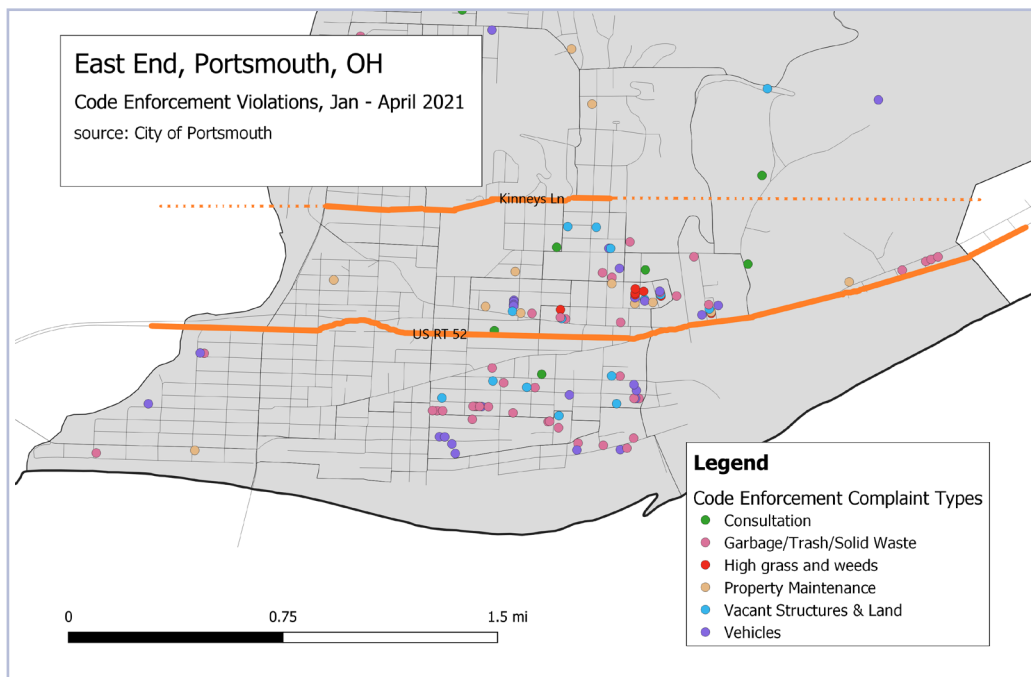 East End, Portsmouth, OH
Code Enforcement Violations, Jan - April 2021
source: City of Portsmouth
Kinneys Ln
US RT 52
Legend
Code Enforcement Complaint Types
Consultation
Garbage/Trash/Solid Waste
High grass and weeds
Property Maintenance
Vacant Structures & Land
Vehicles
0 0.75 1.5 mi